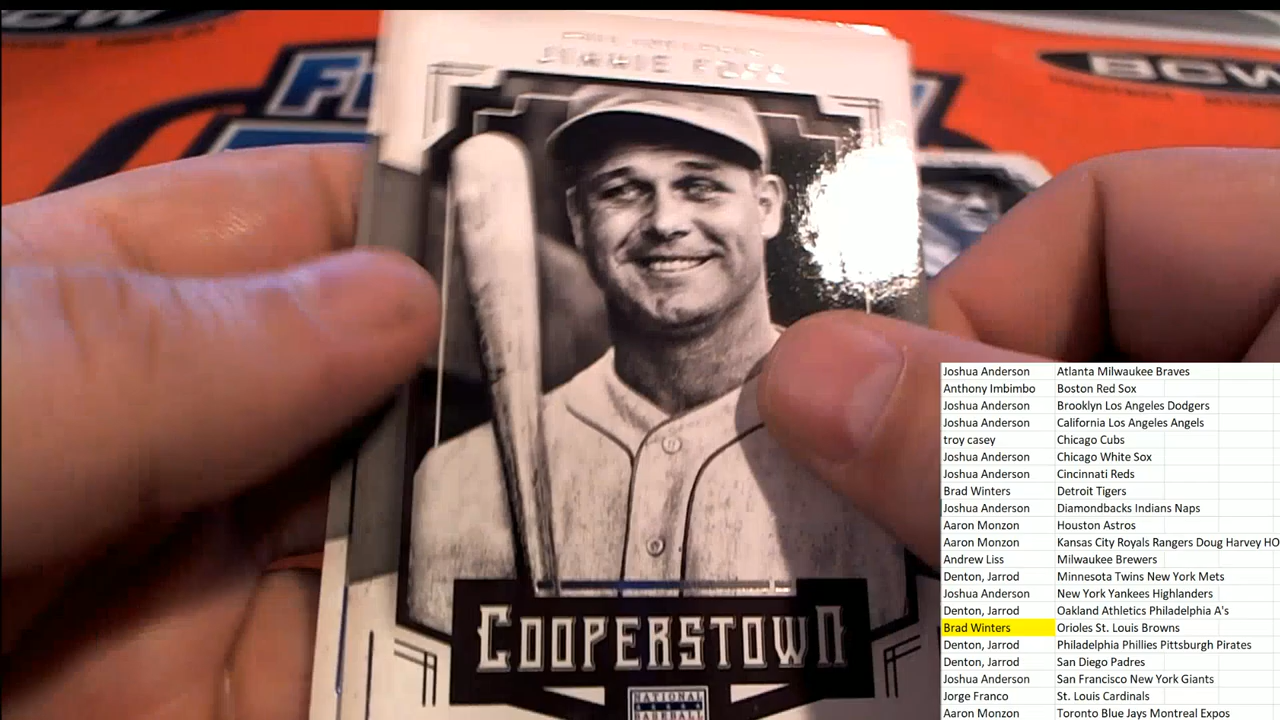 BCW
JIMMIE FOXX
COOPERSTOWN
NATIONAL
BASEBALL
Joshua Anderson Atlanta Milwaukee Braves
Anthony Imbimbo Boston Red Sox
Joshua Anderson Brooklyn Los Angeles Dodgers
Joshua Anderson California Los Angeles Angels
troy casey Chicago Cubs
Joshua Anderson Chicago White Sox
Joshua Anderson Cincinnati Reds
Brad Winters Detroit Tigers
Joshua Anderson Diamondbacks Indians Naps
Aaron Monzon Houston Astros
Aaron Monzon Kansas City Royals Rangers Doug Harvey HO
Andrew Liss Milwaukee Brewers
Denton, Jarrod Minnesota Twins New York Mets
Joshua Anderson New York Yankees Highlanders
Denton, Jarrod Oakland Athletics Philadelphia A's
Brad Winters Orioles St. Louis Browns
Denton, Jarrod Philadelphia Phillies Pittsburgh Pirates
Denton, Jarrod San Diego Padres
Joshua Anderson San Francisco New York Giants
Jorge Franco St. Louis Cardinals
Aaron Monzon Toronto Blue Jays Montreal Expos